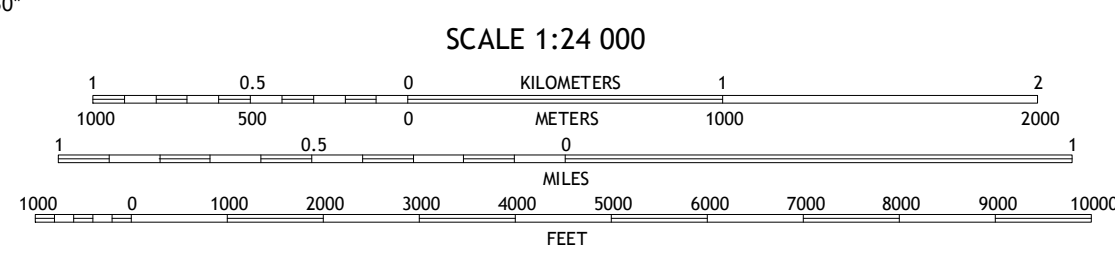 0"
SCALE 1:24 000
1 0.5 0 KILOMETERS 1 2
1000 500 0 METERS 1000 2000
1 0.5 0 1
MILES
1000 0 1000 2000 3000 4000 5000 6000 7000 8000 9000 10000
FEET